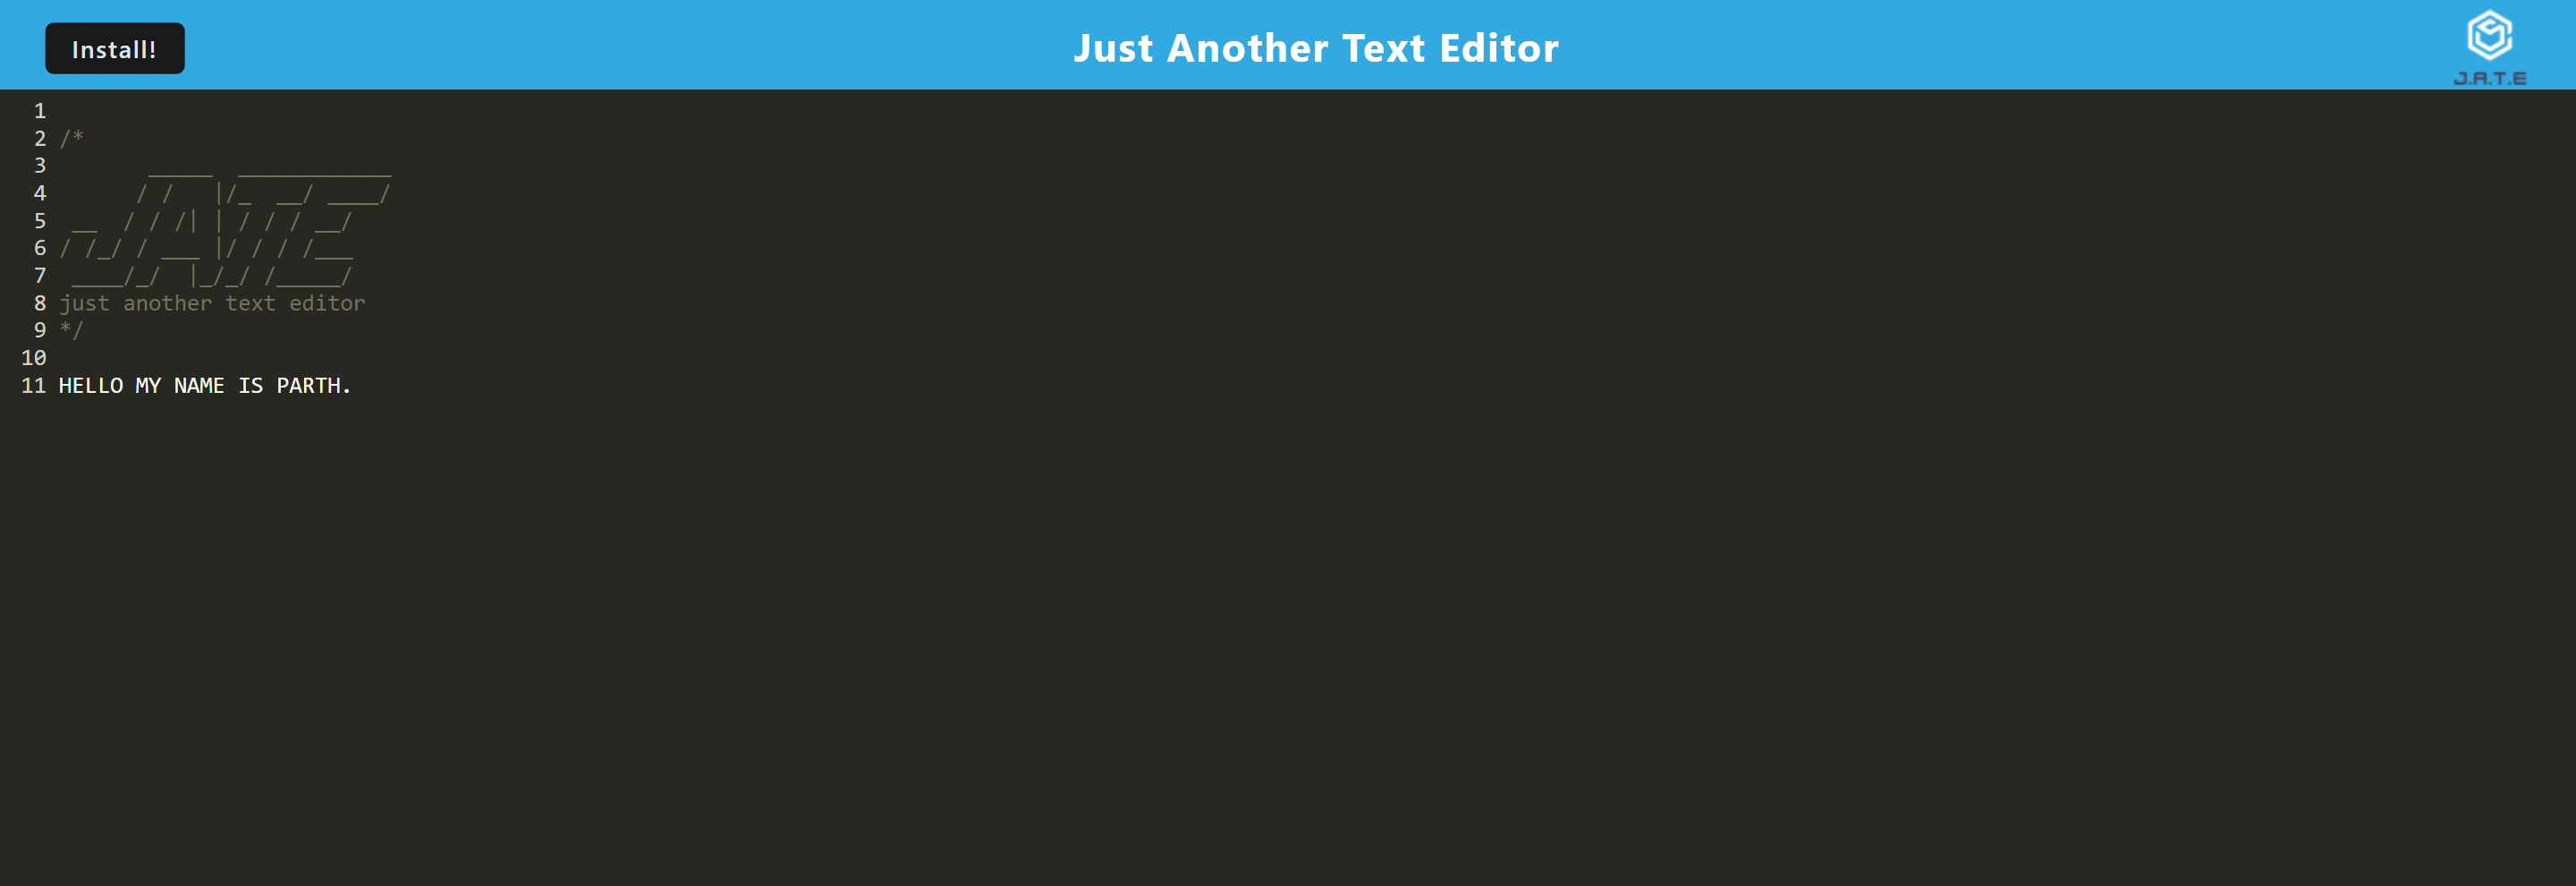 Install!
Just Another Text Editor
J.A.T.E
1
2 /*
3        _____  ____________
4       / /   |/_  __/ ____/
5  __  / / /| | / / / __/
6 / /_/ / ___ |/ / / /___
7  ____/_/  |_/_/ /_____/
8 just another text editor
9 */
10
11 HELLO MY NAME IS PARTH.